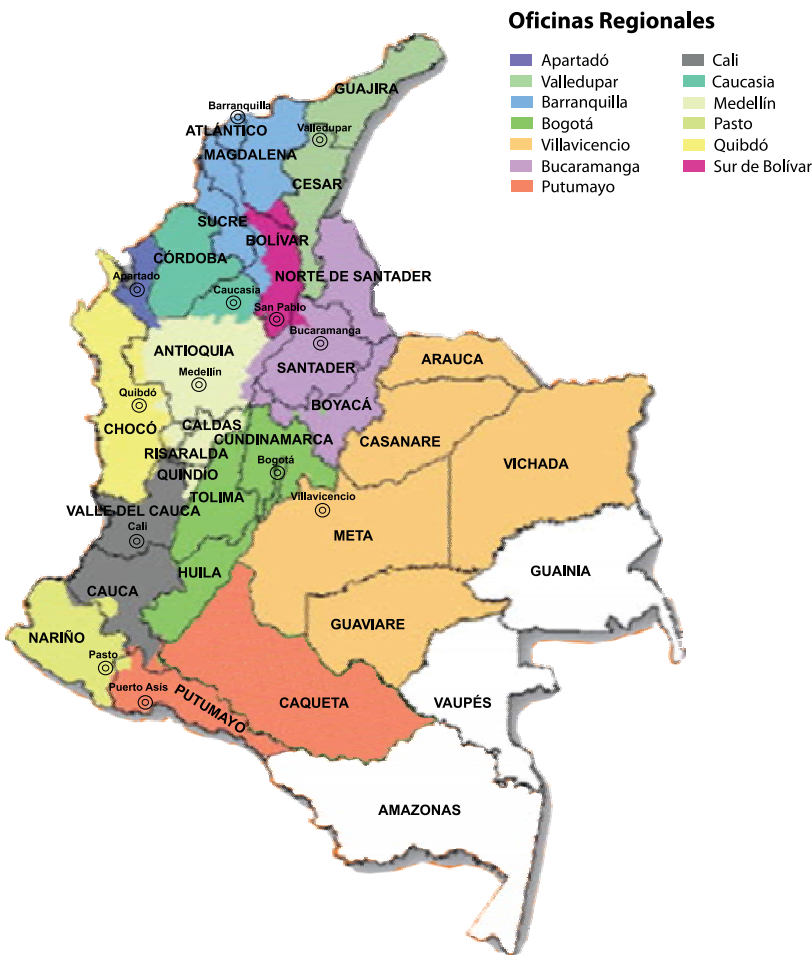 Oficinas Regionales
Apartadó
Valledupar
Barranquilla
Bogotá
Villavicencio
Bucaramanga
Putumayo
Cali
Caucasia
Medellín
Pasto
Quibdó
Sur de Bolívar
GUAJIRA
Barranquilla
ATLÁNTICO
Valledupar
MAGDALENA
CESAR
SUCRE
BOLÍVAR
CÓRDOBA
Apartado
NORTE DE SANTADER
Caucasia
San Pablo
Bucaramanga
ANTIOQUIA
ARAUCA
Medellín
SANTADER
Quibdó
BOYACÁ
CHOCÓ
CALDAS
CUNDINAMARCA
CASANARE
RISARALDA
Bogotá
VICHADA
QUINDÍO
TOLIMA
Villavicencio
VALLE DEL CAUCA
Cali
META
HUILA
GUAINIA
CAUCA
GUAVIARE
NARIÑO
Pasto
Puerto Asís
PUTUMAYO
CAQUETA
VAUPÉS
AMAZONAS